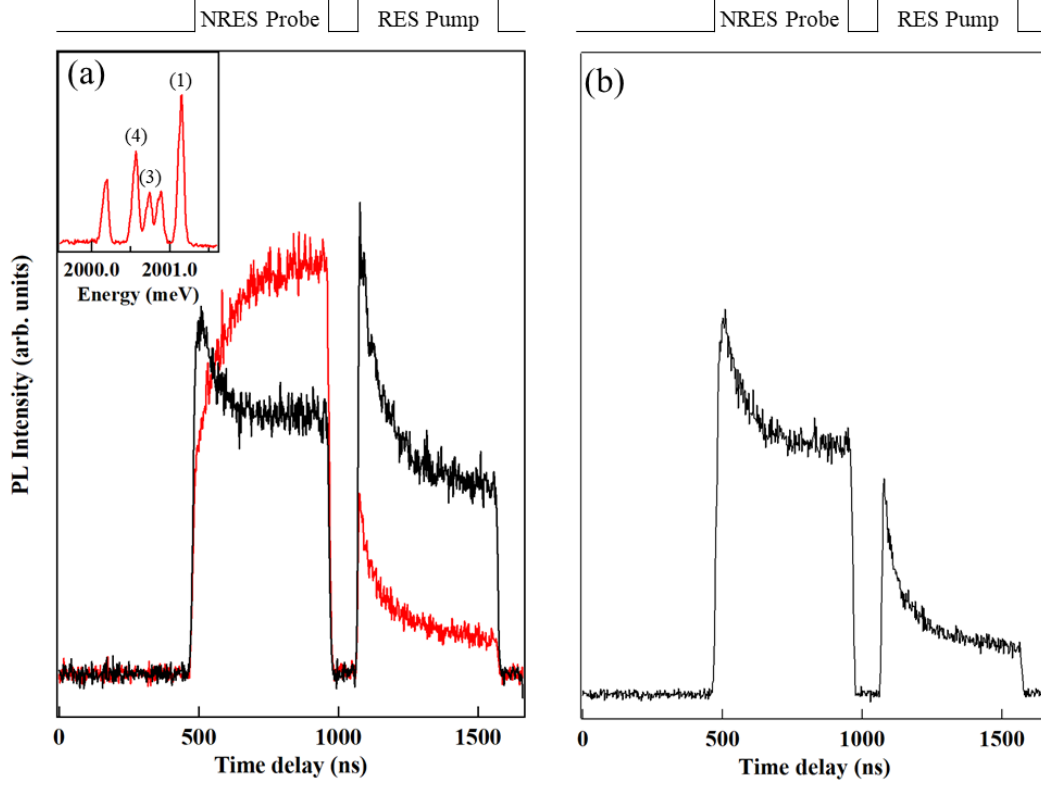 NRES Probe RES Pump NRES Probe RES Pump
(a) (b)
(1)
(4)
(3)
2000.0 2001.0
Energy (meV)
PL Intensity (arb. units)
0 500 1000 1500 0 500 1000 1500
Time delay (ns) Time delay (ns)